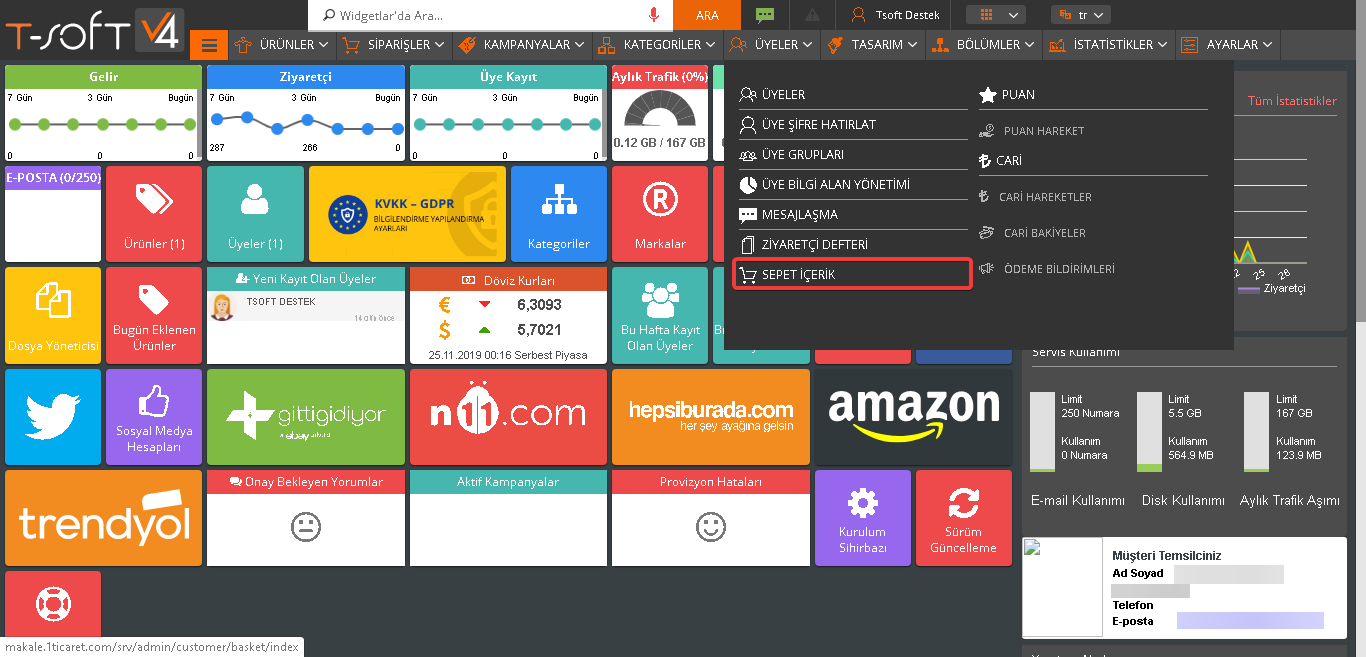 T-SOFT V4
Widgetlar'da Ara...
ARA
Tsoft Destek
tr
ÜRÜNLER
SİPARİŞLER
KAMPANYALAR
KATEGORİLER
ÜYELER
TASARIM
BÖLÜMLER
İSTATİSTİKLER
AYARLAR
Gelir
7 Gün 3 Gün Bugün
0 0
Ziyaretçi
7 Gün 3 Gün Bugün
287 266 0
Üye Kayıt
7 Gün 3 Gün Bugün
0 0
Aylık Trafik (0%)
0.12 GB / 167 GB
ÜYELER
ÜYE ŞİFRE HATIRLAT
ÜYE GRUPLARI
ÜYE BİLGİ ALAN YÖNETİMİ
MESAJLAŞMA
ZİYARETÇİ DEFTERİ
SEPET İÇERİK
PUAN
PUAN HAREKET
CARİ
CARİ HAREKETLER
CARİ BAKİYELER
ÖDEME BİLDİRİMLERİ
Tüm İstatistikler
25 28
Ziyaretçi
E-POSTA (0/250)
Ürünler (1)
Üyeler (1)
KVKK – GDPR
BİLGİLENDİRME YAPILANDIRMA
AYARLARI
Kategoriler
Markalar
Dosya Yöneticisi
Bugün Eklenen
Ürünler
Yeni Kayıt Olan Üyeler
TSOFT DESTEK
14 gün önce
Döviz Kurları
€ 6,3093
$ 5,7021
25.11.2019 00:16 Serbest Piyasa
Bu Hafta Kayıt
Olan Üyeler
Servis Kullanımı
Limit
250 Numara
Kullanım
0 Numara
E-mail Kullanımı
Limit
5.5 GB
Kullanım
564.9 MB
Disk Kullanımı
Limit
167 GB
Kullanım
123.9 MB
Aylık Trafik Aşımı
Sosyal Medya
Hesapları
gittigidiyor
n11.com
hepsiburada.com
her şey ayağına gelsin
amazon
trendyol
Onay Bekleyen Yorumlar
Aktif Kampanyalar
Provizyon Hataları
Kurulum
Sihirbazı
Sürüm
Güncelleme
Müşteri Temsilciniz
Ad Soyad
Telefon
E-posta
makale.1ticaret.com/srv/admin/customer/basket/index